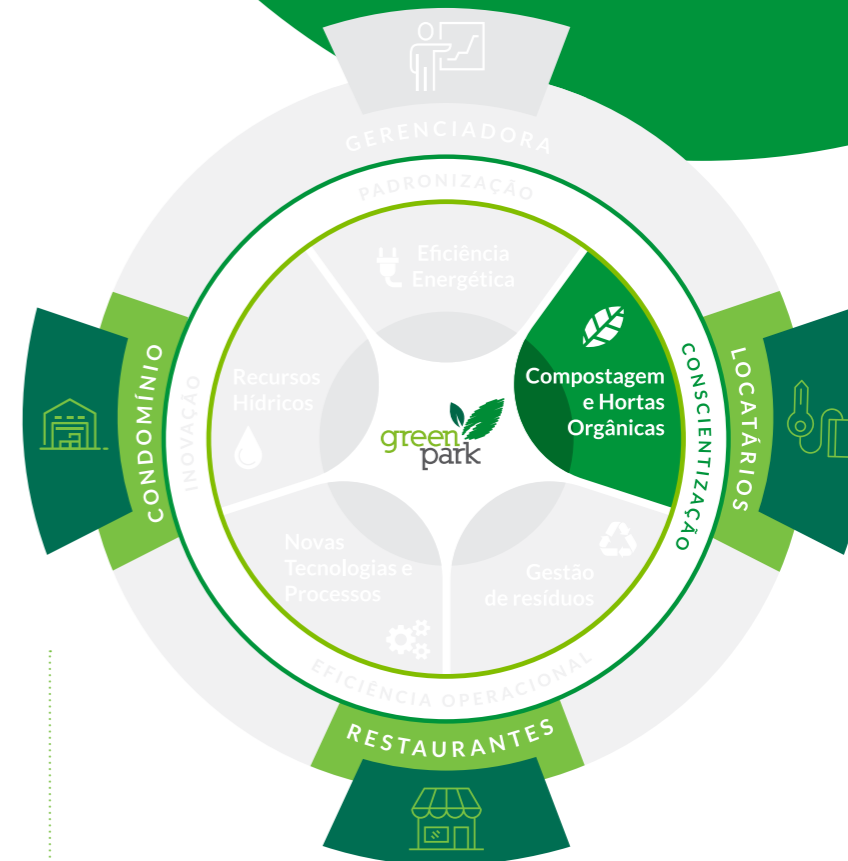 GERENCIADORA
PADRONIZAÇÃO
Eficiência
Energética
Compostagem
e Hortas
Orgânicas
CONSCIENTIZAÇÃO
LOCATÁRIOS
CONDOMÍNIO
INOVAÇÃO
Recursos
Hídricos
green
park
Novas
Tecnologias e
Processos
Gestão
de resíduos
EFICIÊNCIA OPERACIONAL
RESTAURANTES